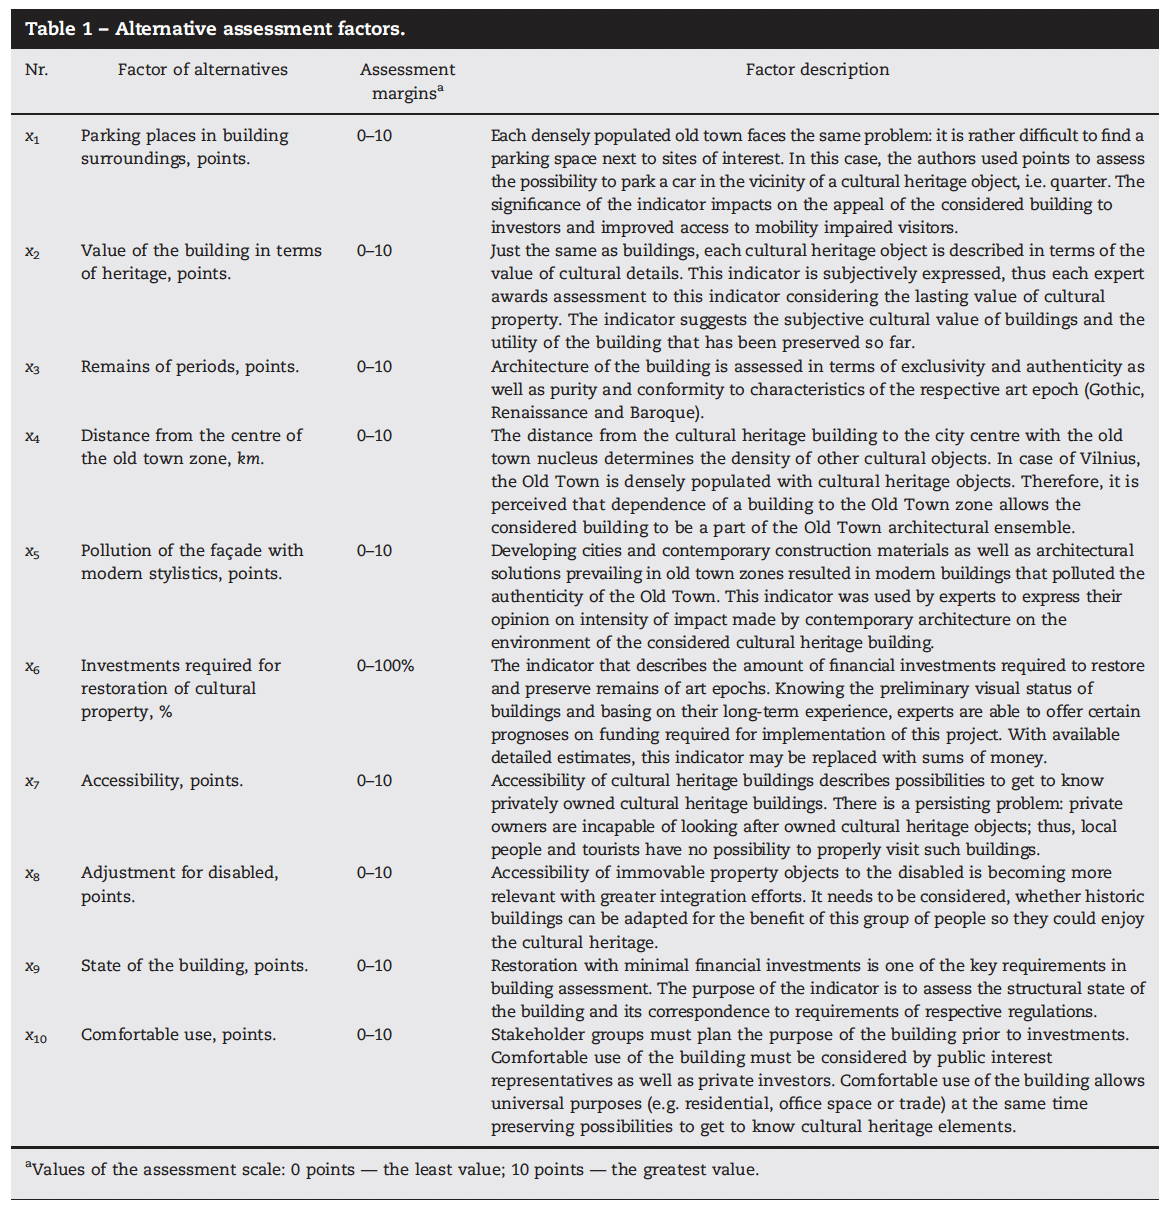 Table 1 – Alternative assessment factors.
Nr. Factor of alternatives Assessment marginsᵃ Factor description
x₁ Parking places in building surroundings, points. 0–10 Each densely populated old town faces the same problem: it is rather difficult to find a
parking space next to sites of interest. In this case, the authors used points to assess
the possibility to park a car in the vicinity of a cultural heritage object, i.e. quarter. The
significance of the indicator impacts on the appeal of the considered building to
investors and improved access to mobility impaired visitors.
x₂ Value of the building in terms of heritage, points. 0–10 Just the same as buildings, each cultural heritage object is described in terms of the
value of cultural details. This indicator is subjectively expressed, thus each expert
awards assessment to this indicator considering the lasting value of cultural
property. The indicator suggests the subjective cultural value of buildings and the
utility of the building that has been preserved so far.
x₃ Remains of periods, points. 0–10 Architecture of the building is assessed in terms of exclusivity and authenticity as
well as purity and conformity to characteristics of the respective art epoch (Gothic,
Renaissance and Baroque).
x₄ Distance from the centre of the old town zone, km. 0–10 The distance from the cultural heritage building to the city centre with the old
town nucleus determines the density of other cultural objects. In case of Vilnius,
the Old Town is densely populated with cultural heritage objects. Therefore, it is
perceived that dependence of a building to the Old Town zone allows the
considered building to be a part of the Old Town architectural ensemble.
x₅ Pollution of the façade with modern stylistics, points. 0–10 Developing cities and contemporary construction materials as well as architectural
solutions prevailing in old town zones resulted in modern buildings that polluted the
authenticity of the Old Town. This indicator was used by experts to express their
opinion on intensity of impact made by contemporary architecture on the
environment of the considered cultural heritage building.
x₆ Investments required for restoration of cultural property, % 0–100% The indicator that describes the amount of financial investments required to restore
and preserve remains of art epochs. Knowing the preliminary visual status of
buildings and basing on their long-term experience, experts are able to offer certain
prognoses on funding required for implementation of this project. With available
detailed estimates, this indicator may be replaced with sums of money.
x₇ Accessibility, points. 0–10 Accessibility of cultural heritage buildings describes possibilities to get to know
privately owned cultural heritage buildings. There is a persisting problem: private
owners are incapable of looking after owned cultural heritage objects; thus, local
people and tourists have no possibility to properly visit such buildings.
x₈ Adjustment for disabled, points. 0–10 Accessibility of immovable property objects to the disabled is becoming more
relevant with greater integration efforts. It needs to be considered, whether historic
buildings can be adapted for the benefit of this group of people so they could enjoy
the cultural heritage.
x₉ State of the building, points. 0–10 Restoration with minimal financial investments is one of the key requirements in
building assessment. The purpose of the indicator is to assess the structural state of
the building and its correspondence to requirements of respective regulations.
x₁₀ Comfortable use, points. 0–10 Stakeholder groups must plan the purpose of the building prior to investments.
Comfortable use of the building must be considered by public interest
representatives as well as private investors. Comfortable use of the building allows
universal purposes (e.g. residential, office space or trade) at the same time
preserving possibilities to get to know cultural heritage elements.
ᵃValues of the assessment scale: 0 points — the least value; 10 points — the greatest value.